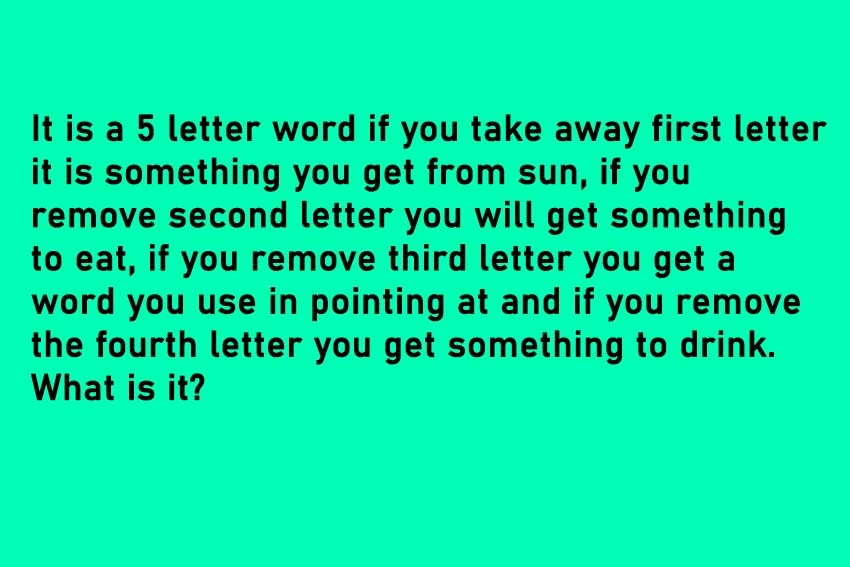 It is a 5 letter word if you take away first letter
it is something you get from sun, if you
remove second letter you will get something
to eat, if you remove third letter you get a
word you use in pointing at and if you remove
the fourth letter you get something to drink.
What is it?